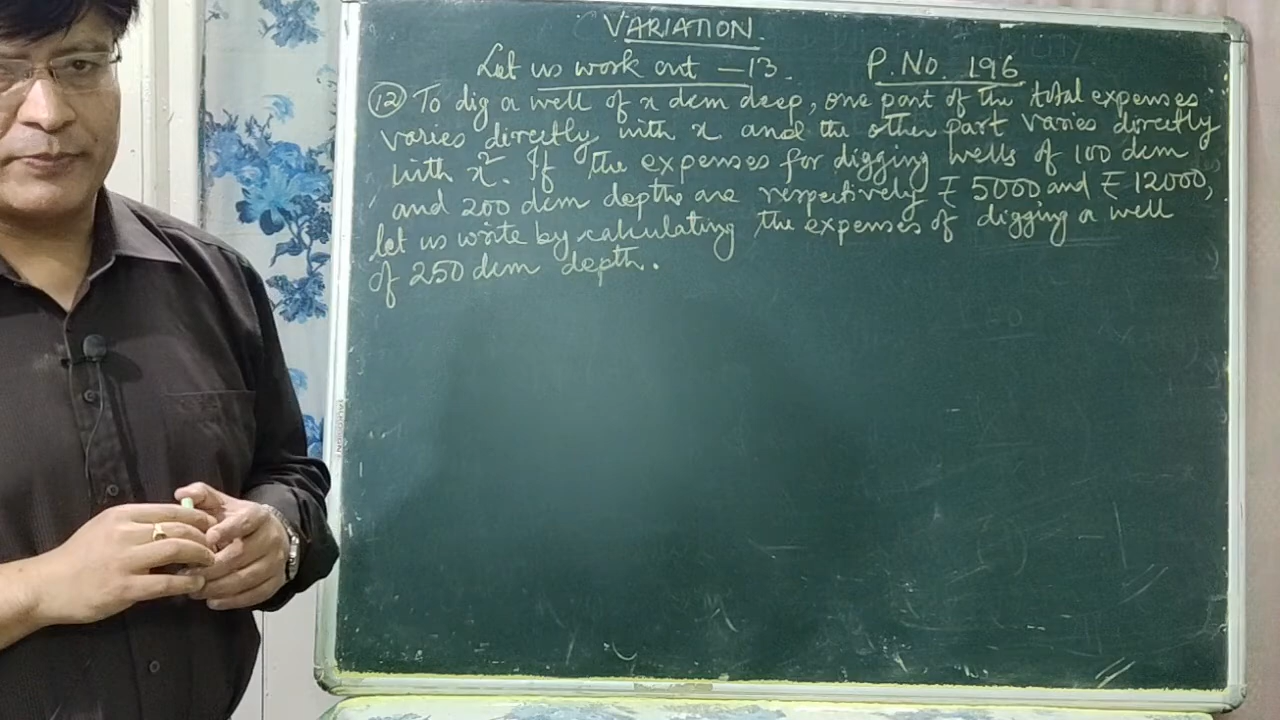 VARIATION.
Let us work out - 13. P. No. 196
(12) To dig a well of x dcm deep, one part of the total expenses
varies directly with x and the other part varies directly
with x². If the expenses for digging wells of 100 dcm
and 200 dcm depths are respectively ₹ 5000 and ₹ 12000,
let us write by calculating the expenses of digging a well
of 250 dcm depth.